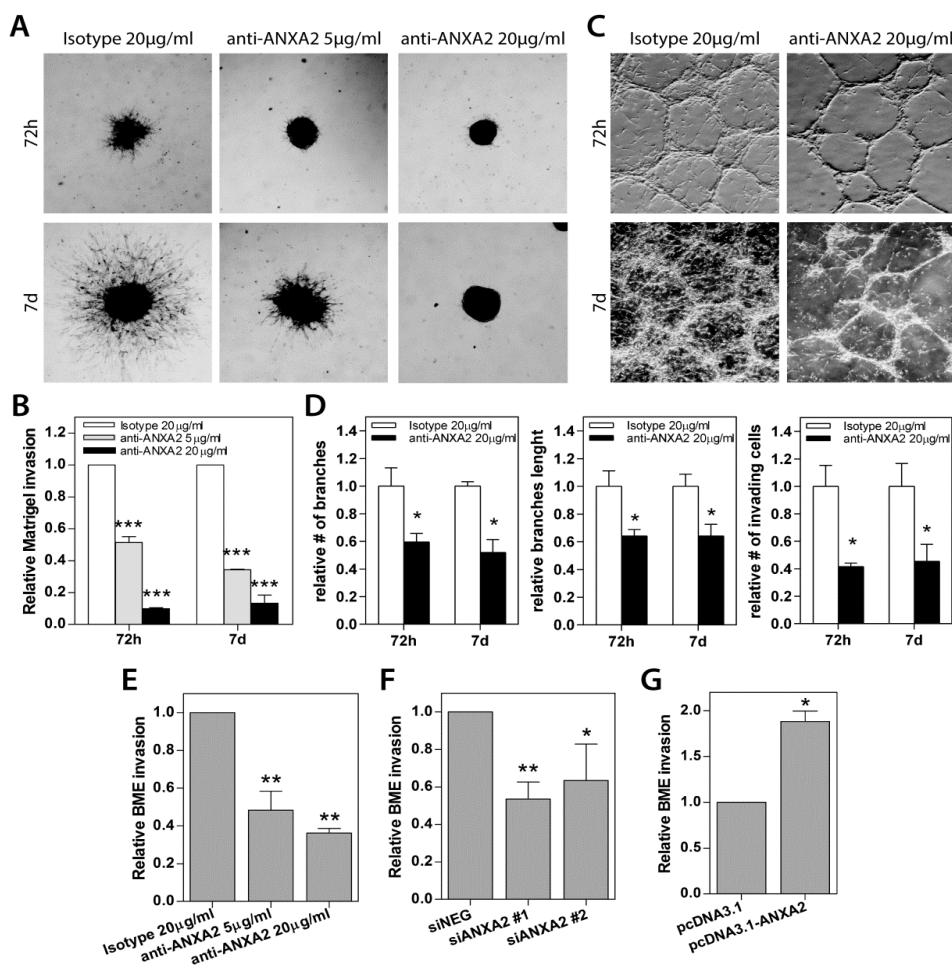 A
Isotype 20µg/ml
anti-ANXA2 5µg/ml
anti-ANXA2 20µg/ml
72h
7d
C
Isotype 20µg/ml
anti-ANXA2 20µg/ml
72h
7d
B
Relative Matrigel invasion
Isotype 20µg/ml
anti-ANXA2 5µg/ml
anti-ANXA2 20µg/ml
1.2
1.0
0.8
0.6
0.4
0.2
0.0
***
***
***
***
72h
7d
D
relative # of branches
Isotype 20µg/ml
anti-ANXA2 20µg/ml
1.4
1.2
1.0
0.8
0.6
0.4
0.2
0.0
*
*
72h
7d
relative branches lenght
Isotype 20µg/ml
anti-ANXA2 20µg/ml
1.4
1.2
1.0
0.8
0.6
0.4
0.2
0.0
*
*
72h
7d
relative # of invading cells
Isotype 20µg/ml
anti-ANXA2 20µg/ml
1.4
1.2
1.0
0.8
0.6
0.4
0.2
0.0
*
*
72h
7d
E
Relative BME invasion
1.0
0.8
0.6
0.4
0.2
0.0
**
**
Isotype 20µg/ml
anti-ANXA2 5µg/ml
anti-ANXA2 20µg/ml
F
Relative BME invasion
1.0
0.8
0.6
0.4
0.2
0.0
**
*
siNEG
siANXA2 #1
siANXA2 #2
G
Relative BME invasion
2.0
1.5
1.0
0.5
0.0
*
pcDNA3.1
pcDNA3.1-ANXA2